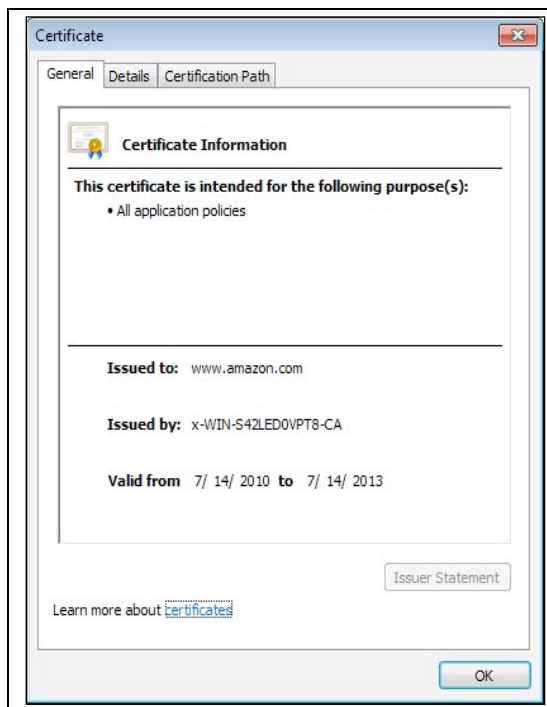 Certificate
General Details Certification Path
Certificate Information
This certificate is intended for the following purpose(s):
• All application policies
Issued to: www.amazon.com
Issued by: x-WIN-S42LED0VPT8-CA
Valid from 7/ 14/ 2010 to 7/ 14/ 2013
Issuer Statement
Learn more about certificates
OK